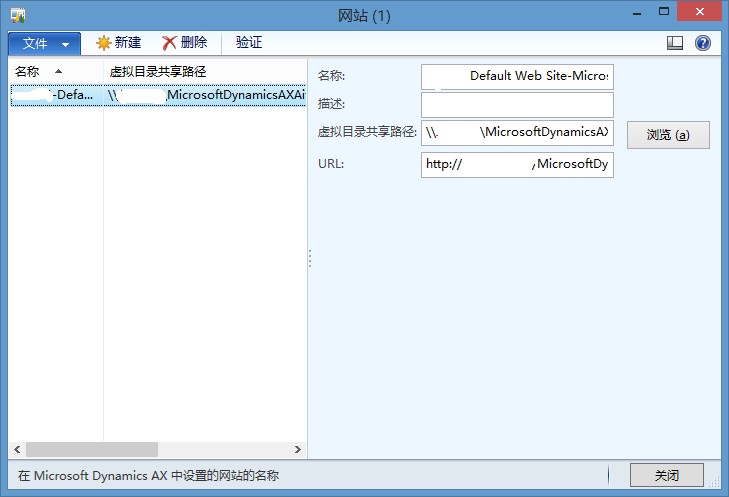 网站 (1)
文件 新建 删除 验证
名称 虚拟目录共享路径
-Defa... \\ MicrosoftDynamicsAXAi
名称: Default Web Site-Micros
描述:
虚拟目录共享路径: \\. \MicrosoftDynamicsAX 浏览 (a)
URL: http:// MicrosoftDy
在 Microsoft Dynamics AX 中设置的网站的名称 关闭